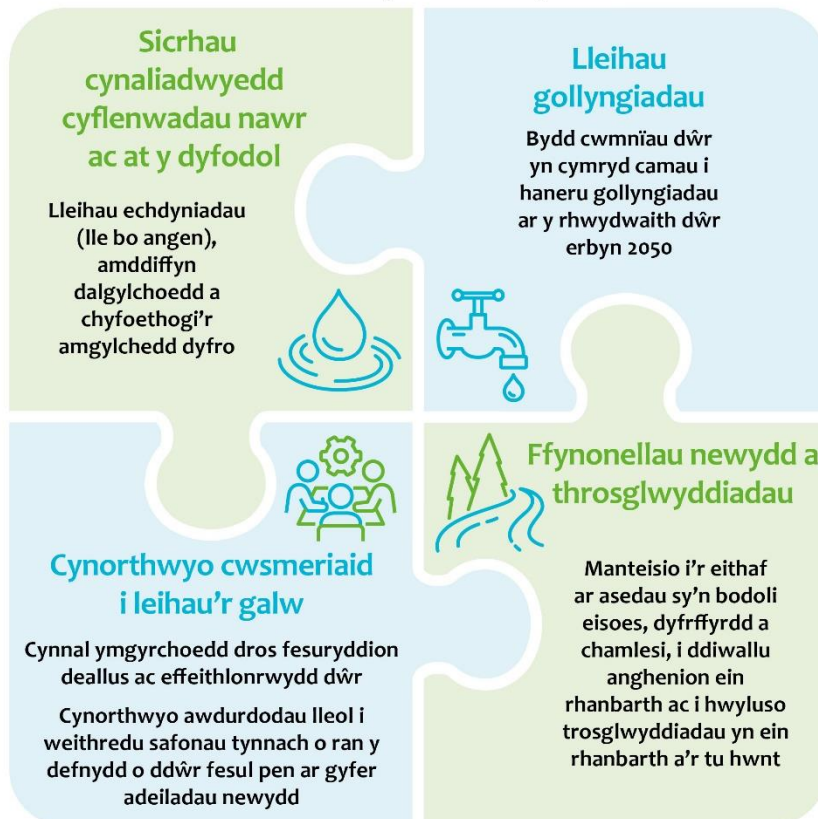 Sicrhau
cynaliadwyedd
cyflenwadau nawr
ac at y dyfodol
Lleihau echdyniadau
(lle bo angen),
amddiffyn
dalgylchoedd a
chyfoethogi'r
amgylchedd dyfro
Lleihau
gollyngiadau
Bydd cwmnïau dŵr
yn cymryd camau i
haneru gollyngiadau
ar y rhwydwaith dŵr
erbyn 2050
Cynorthwyo cwsmeriaid
i leihau'r galw
Cynnal ymgyrchoedd dros fesuryddion
deallus ac effeithlonrwydd dŵr
Cynorthwyo awdurdodau lleol i
weithredu safonau tynnach o ran y
defnydd o ddŵr fesul pen ar gyfer
adeiladau newydd
Ffynonellau newydd a
throsglwyddiadau
Manteisio i'r eithaf
ar asedau sy'n bodoli
eisoes, dyfrffyrdd a
chamlesi, i ddiwallu
anghenion ein
rhanbarth ac i hwyluso
trosglwyddiadau yn ein
rhanbarth a'r tu hwnt